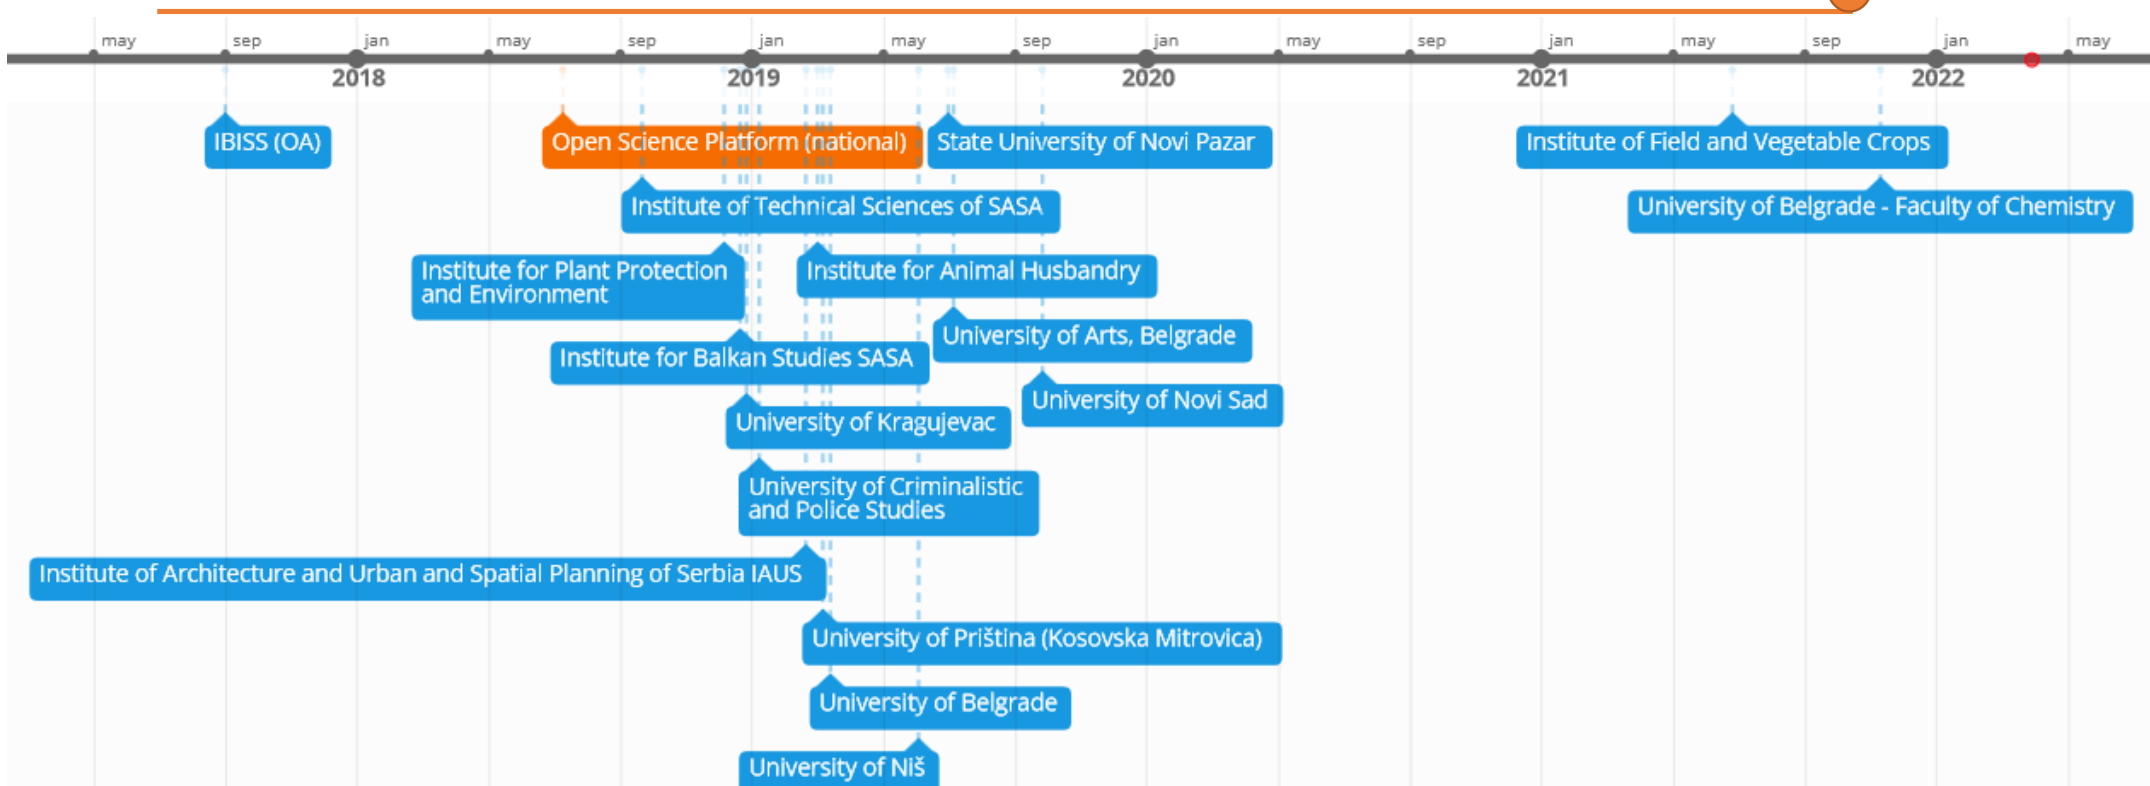 may sep jan may sep jan may sep jan may sep jan may sep jan may
2018 2019 2020 2021 2022
IBISS (OA)
Open Science Platform (national)
State University of Novi Pazar
Institute of Field and Vegetable Crops
Institute of Technical Sciences of SASA
University of Belgrade - Faculty of Chemistry
Institute for Plant Protection
and Environment
Institute for Animal Husbandry
University of Arts, Belgrade
Institute for Balkan Studies SASA
University of Novi Sad
University of Kragujevac
University of Criminalistic
and Police Studies
Institute of Architecture and Urban and Spatial Planning of Serbia IAUS
University of Priština (Kosovska Mitrovica)
University of Belgrade
University of Niš